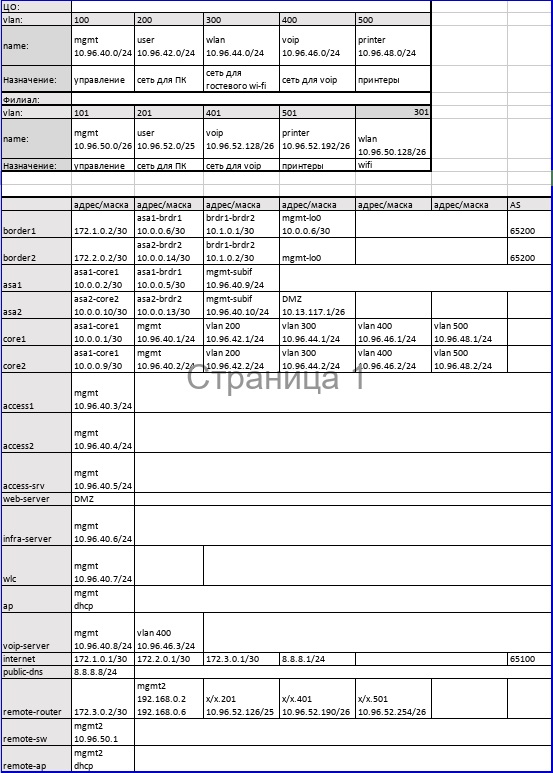 ЦО:
vlan: 100 200 300 400 500
name: mgmt 10.96.40.0/24 user 10.96.42.0/24 wlan 10.96.44.0/24 voip 10.96.46.0/24 printer 10.96.48.0/24
Назначение: управление сеть для ПК сеть для гостевого wi-fi сеть для voip принтеры
Филиал:
vlan: 101 201 401 501 301
name: mgmt 10.96.50.0/26 user 10.96.52.0/25 voip 10.96.52.128/26 printer 10.96.52.192/26 wlan 10.96.50.128/26
Назначение: управление сеть для ПК сеть для voip принтеры wifi
адрес/маска адрес/маска адрес/маска адрес/маска адрес/маска адрес/маска AS
border1 172.1.0.2/30 asa1-brdr1 10.0.0.6/30 brdr1-brdr2 10.1.0.1/30 mgmt-lo0 10.0.0.6/30 65200
border2 172.2.0.2/30 asa2-brdr2 10.0.0.14/30 brdr1-brdr2 10.1.0.2/30 mgmt-lo0 65200
asa1 asa1-core1 10.0.0.2/30 asa1-brdr1 10.0.0.5/30 mgmt-subif 10.96.40.9/24
asa2 asa2-core2 10.0.0.10/30 asa2-brdr2 10.0.0.13/30 mgmt-subif 10.96.40.10/24 DMZ 10.13.117.1/26
core1 asa1-core1 10.0.0.1/30 mgmt 10.96.40.1/24 vlan 200 10.96.42.1/24 vlan 300 10.96.44.1/24 vlan 400 10.96.46.1/24 vlan 500 10.96.48.1/24
core2 asa1-core1 10.0.0.9/30 mgmt 10.96.40.2/24 vlan 200 10.96.42.2/24 vlan 300 10.96.44.2/24 vlan 400 10.96.46.2/24 vlan 500 10.96.48.2/24
Страница 1
access1 mgmt 10.96.40.3/24
access2 mgmt 10.96.40.4/24
access-srv mgmt 10.96.40.5/24
web-server DMZ
infra-server mgmt 10.96.40.6/24
wlc mgmt 10.96.40.7/24
ap mgmt dhcp
voip-server mgmt 10.96.40.8/24 vlan 400 10.96.46.3/24
internet 172.1.0.1/30 172.2.0.1/30 172.3.0.1/30 8.8.8.1/24 65100
public-dns 8.8.8.8/24
remote-router 172.3.0.2/30 mgmt2 192.168.0.2 192.168.0.6 x/x.201 10.96.52.126/25 x/x.401 10.96.52.190/26 x/x.501 10.96.52.254/26
remote-sw mgmt2 10.96.50.1
remote-ap mgmt2 dhcp